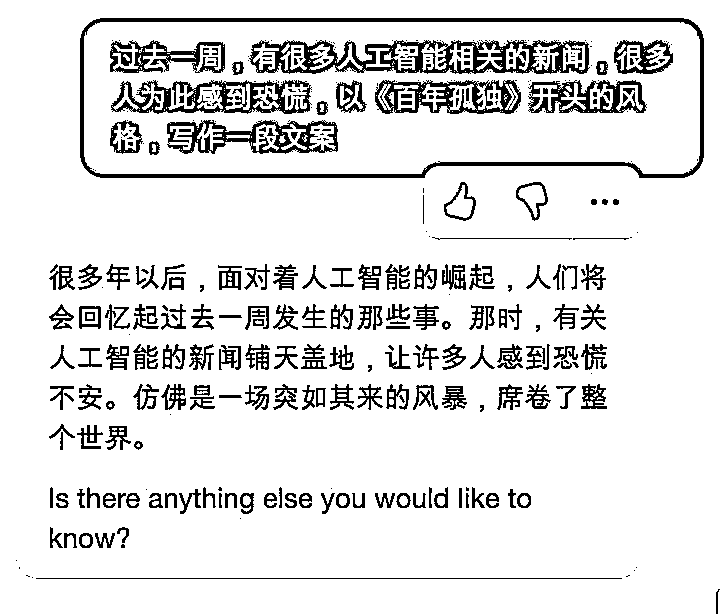 过去一周，有很多人工智能相关的新闻，很多
人为此感到恐慌，以《百年孤独》开头的风
格，写作一段文案
很多年以后，面对着人工智能的崛起，人们将
会回忆起过去一周发生的那些事。那时，有关
人工智能的新闻铺天盖地，让许多人感到恐慌
不安。仿佛是一场突如其来的风暴，席卷了整
个世界。
Is there anything else you would like to
know?